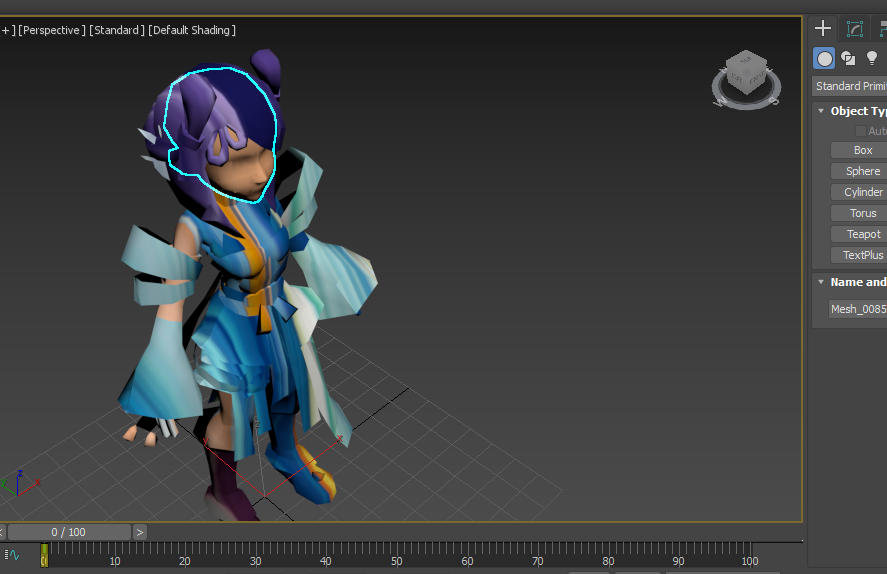 + ] [Perspective ] [Standard ] [Default Shading ]
Standard Primi
Object Typ
Auto
Box
Sphere
Cylinder
Torus
Teapot
TextPlus
Name and
Mesh_0085
0 / 100
>
0 10 20 30 40 50 60 70 80 90 100